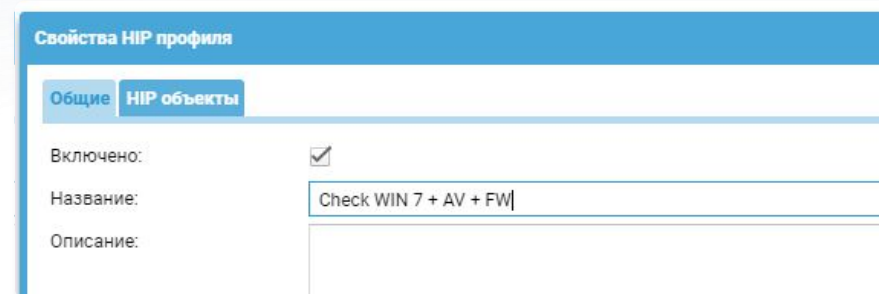 Свойства HIP профиля
Общие HIP объекты
Включено:
Название: Check WIN 7 + AV + FW
Описание: